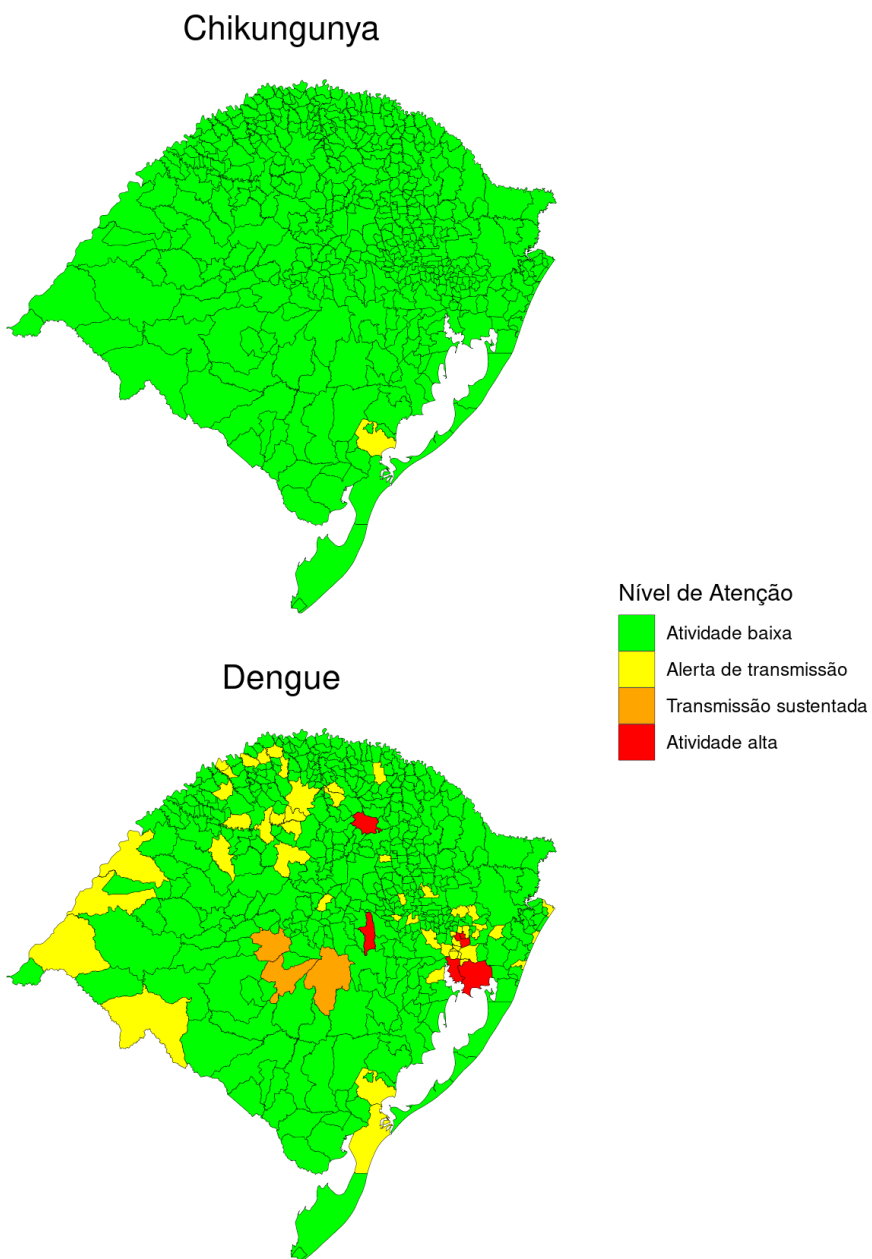 Chikungunya
Nível de Atenção
Atividade baixa
Alerta de transmissão
Transmissão sustentada
Atividade alta
Dengue